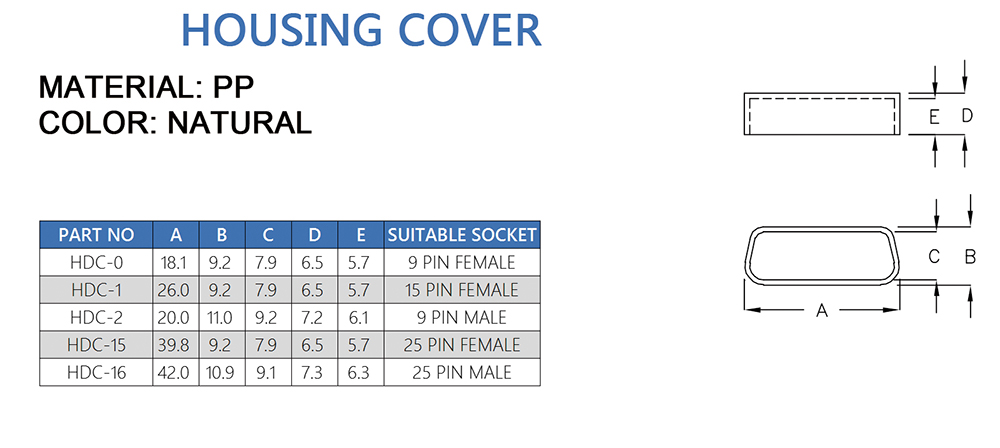 HOUSING COVER
MATERIAL: PP
COLOR: NATURAL
E D
PART NO A B C D E SUITABLE SOCKET
HDC-0 18.1 9.2 7.9 6.5 5.7 9 PIN FEMALE
HDC-1 26.0 9.2 7.9 6.5 5.7 15 PIN FEMALE
HDC-2 20.0 11.0 9.2 7.2 6.1 9 PIN MALE
HDC-15 39.8 9.2 7.9 6.5 5.7 25 PIN FEMALE
HDC-16 42.0 10.9 9.1 7.3 6.3 25 PIN MALE
C B
A